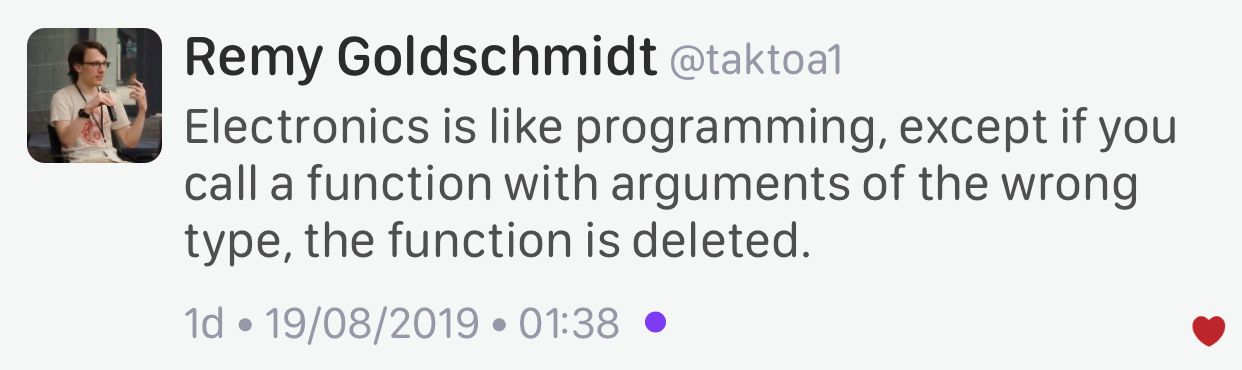 Remy Goldschmidt @taktoa1
Electronics is like programming, except if you
call a function with arguments of the wrong
type, the function is deleted.
1d • 19/08/2019 • 01:38